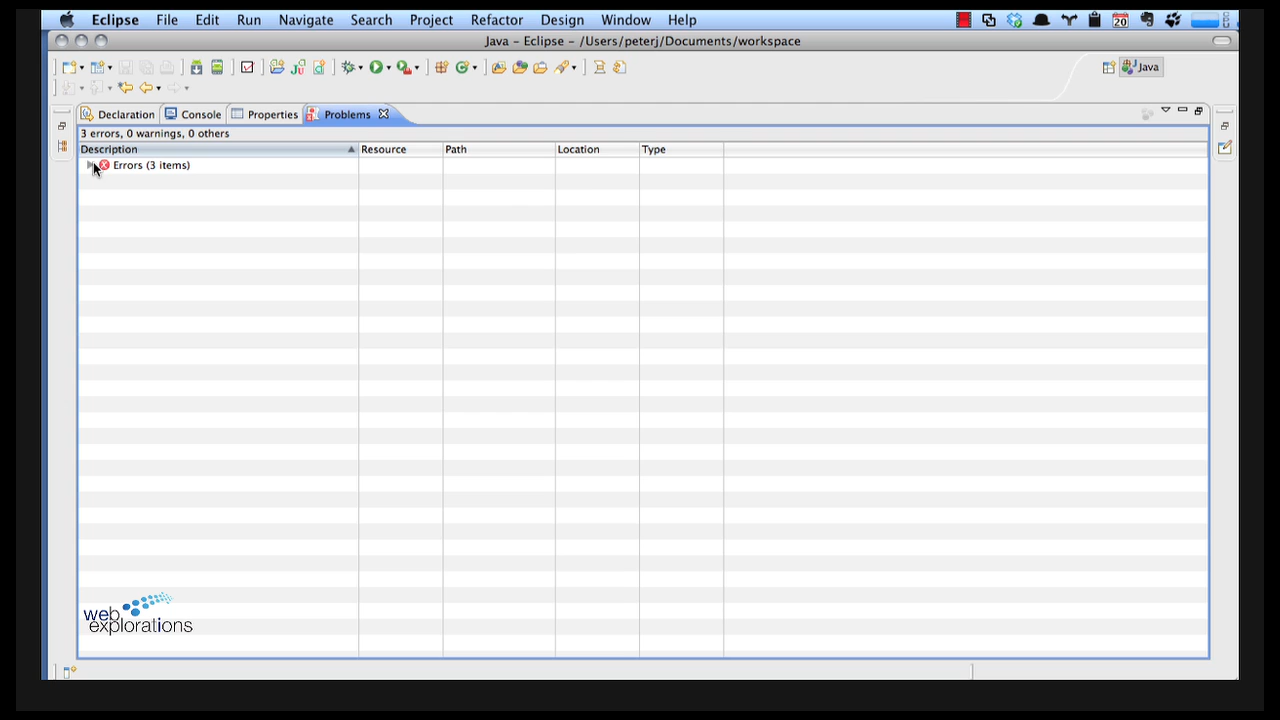 Eclipse File Edit Run Navigate Search Project Refactor Design Window Help 20
Java - Eclipse - /Users/peterj/Documents/workspace
Java
Declaration Console Properties Problems
3 errors, 0 warnings, 0 others
Description Resource Path Location Type
Errors (3 items)
web
explorations